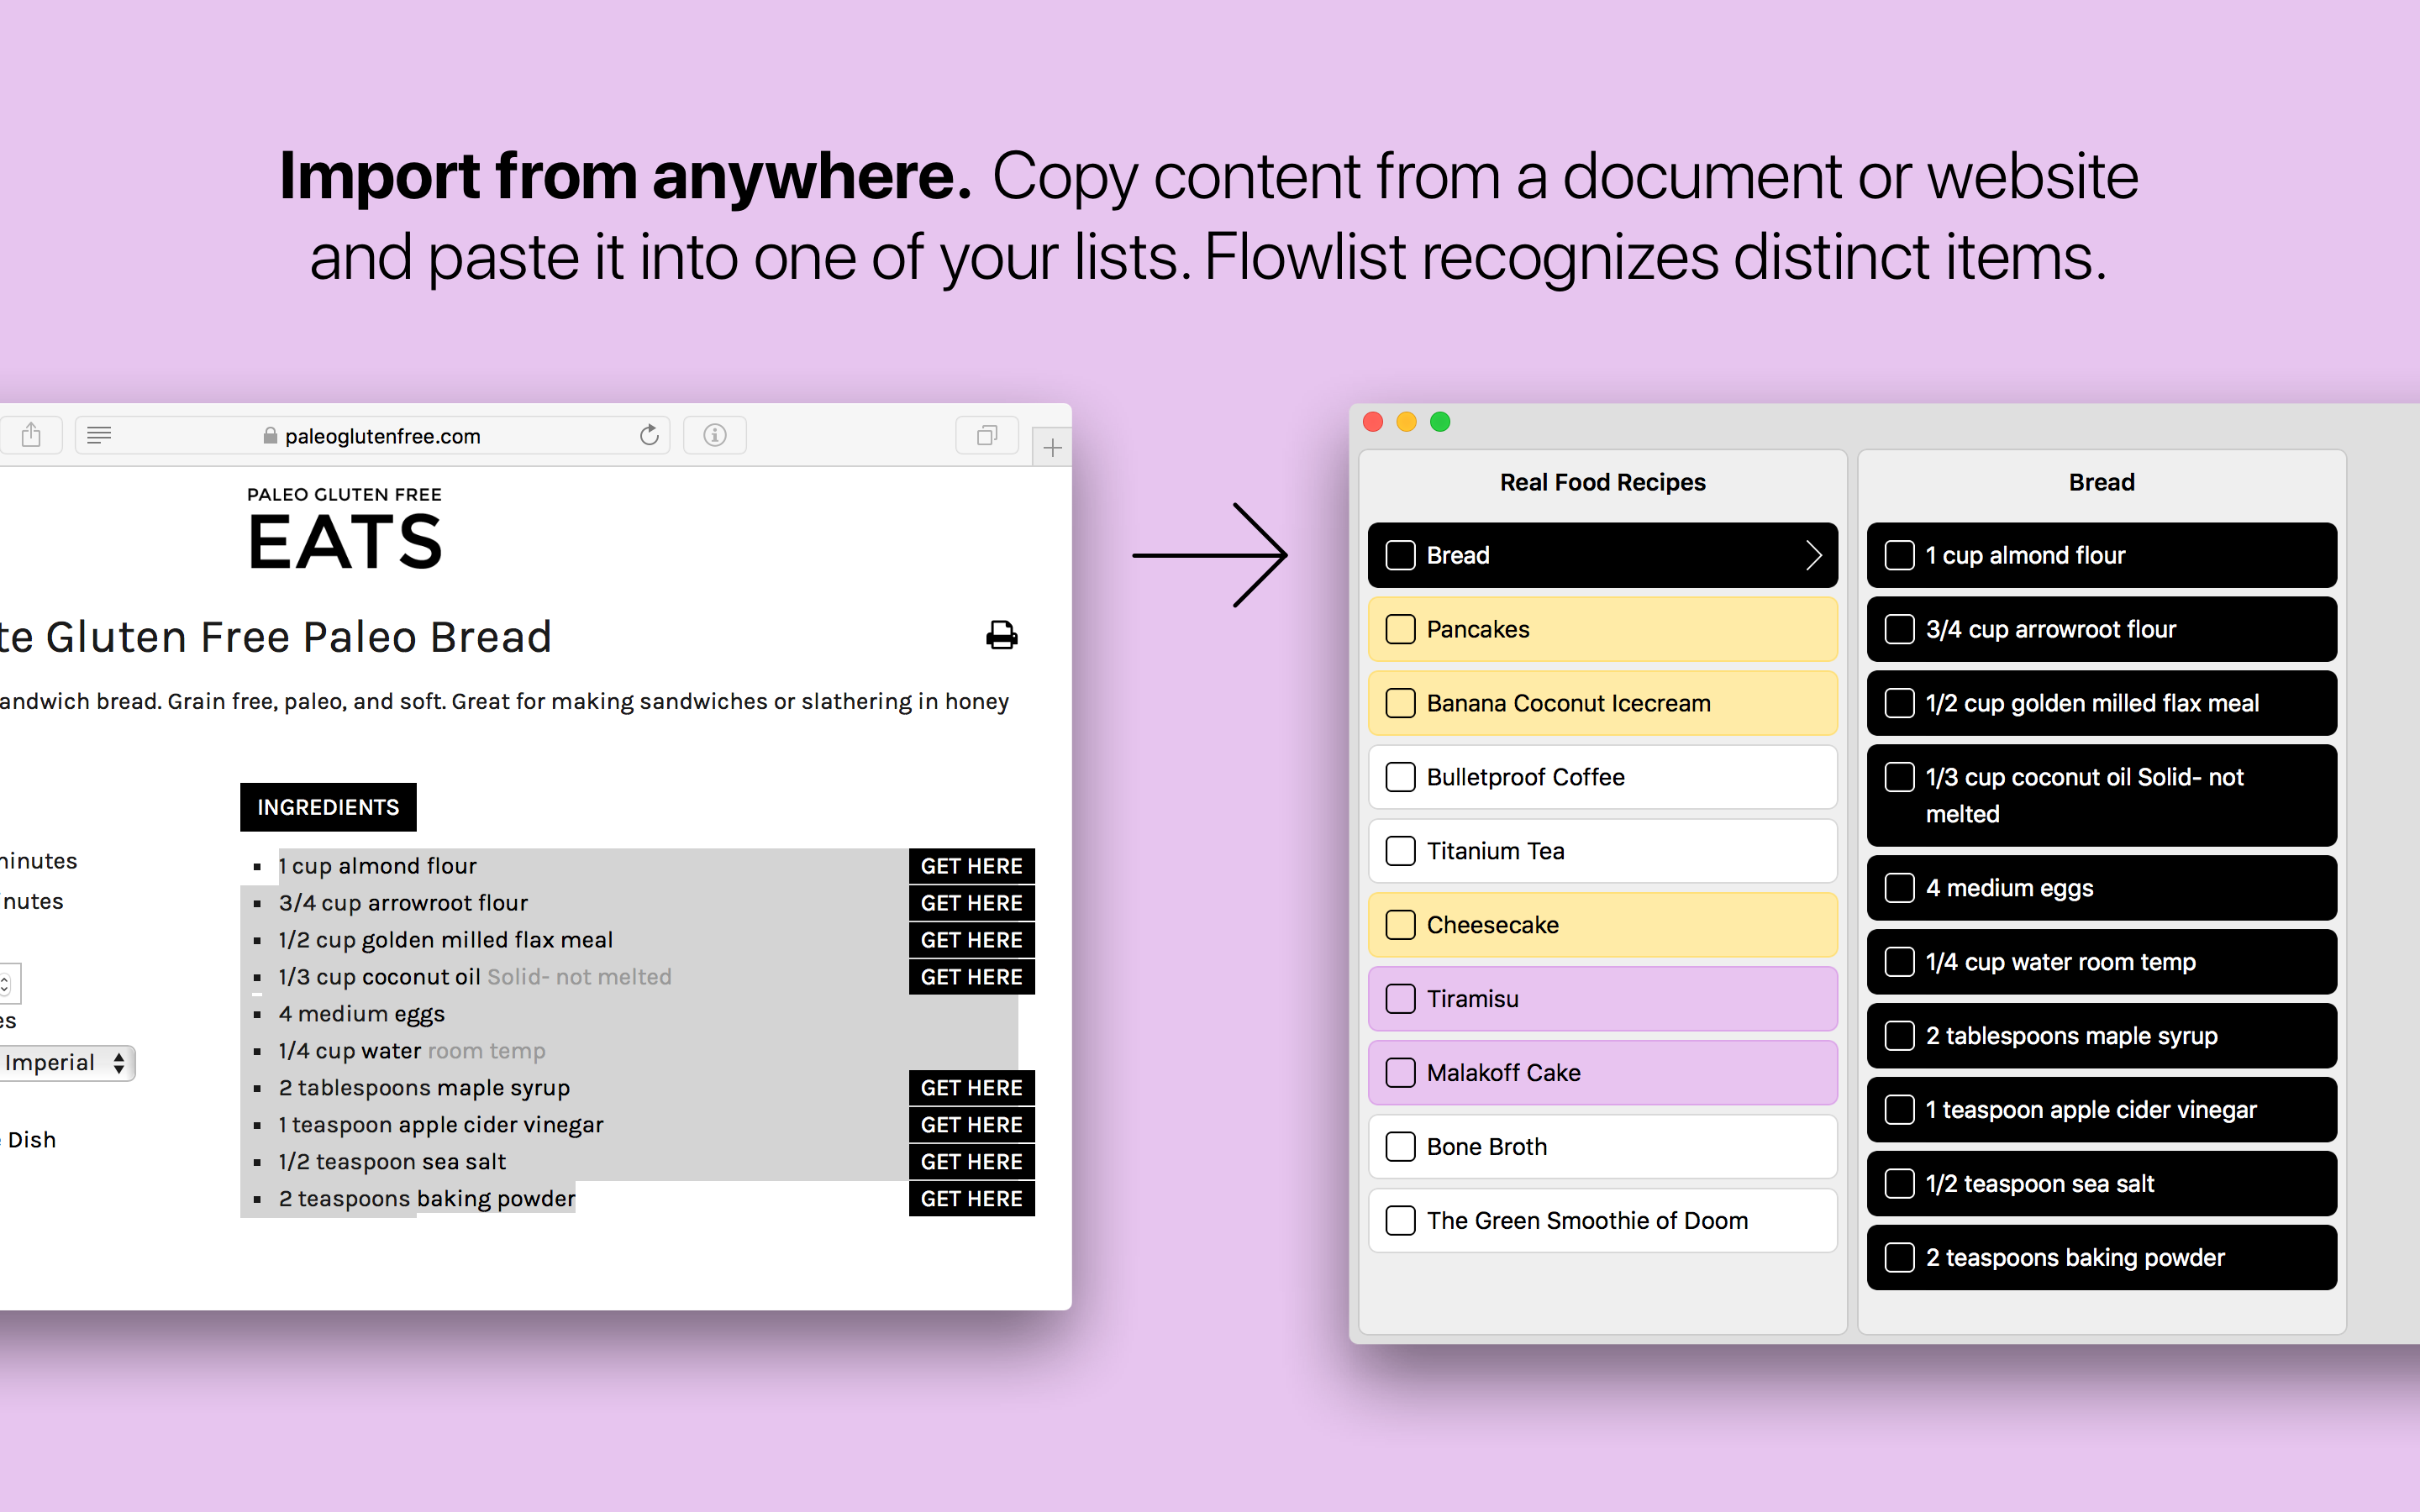 Import from anywhere. Copy content from a document or website
and paste it into one of your lists. Flowlist recognizes distinct items.
paleoglutenfree.com
PALEO GLUTEN FREE
EATS
te Gluten Free Paleo Bread
andwich bread. Grain free, paleo, and soft. Great for making sandwiches or slathering in honey
inutes
nutes
es
Imperial
Dish
INGREDIENTS
1 cup almond flour GET HERE
3/4 cup arrowroot flour GET HERE
1/2 cup golden milled flax meal GET HERE
1/3 cup coconut oil Solid- not melted GET HERE
4 medium eggs
1/4 cup water room temp
2 tablespoons maple syrup GET HERE
1 teaspoon apple cider vinegar GET HERE
1/2 teaspoon sea salt GET HERE
2 teaspoons baking powder GET HERE
Real Food Recipes
Bread
Pancakes
Banana Coconut Icecream
Bulletproof Coffee
Titanium Tea
Cheesecake
Tiramisu
Malakoff Cake
Bone Broth
The Green Smoothie of Doom
Bread
1 cup almond flour
3/4 cup arrowroot flour
1/2 cup golden milled flax meal
1/3 cup coconut oil Solid- not
melted
4 medium eggs
1/4 cup water room temp
2 tablespoons maple syrup
1 teaspoon apple cider vinegar
1/2 teaspoon sea salt
2 teaspoons baking powder